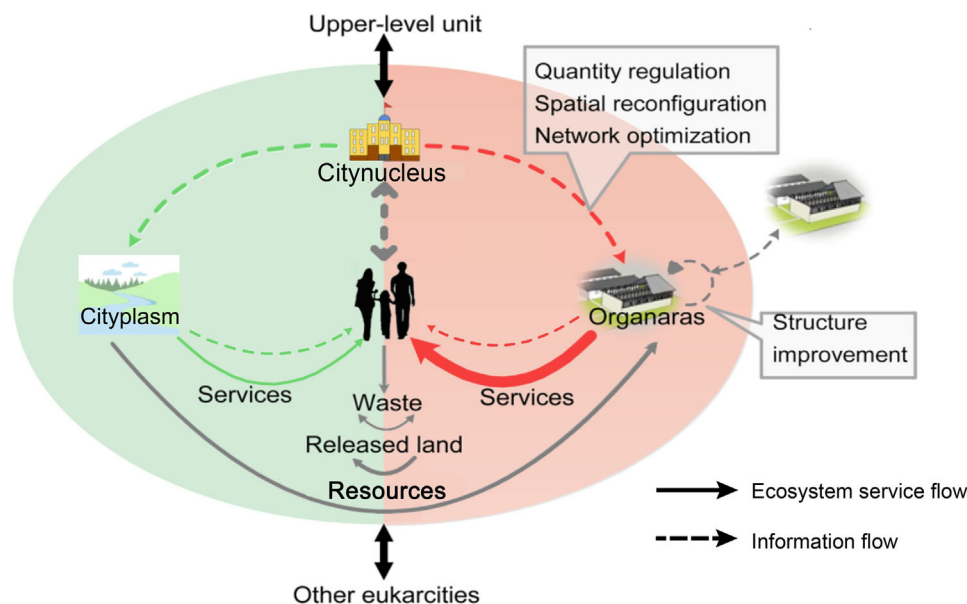 Upper-level unit
Quantity regulation
Spatial reconfiguration
Network optimization
Citynucleus
Cityplasm
Organaras
Structure
improvement
Services
Services
Waste
Released land
Resources
Ecosystem service flow
Information flow
Other eukarcities